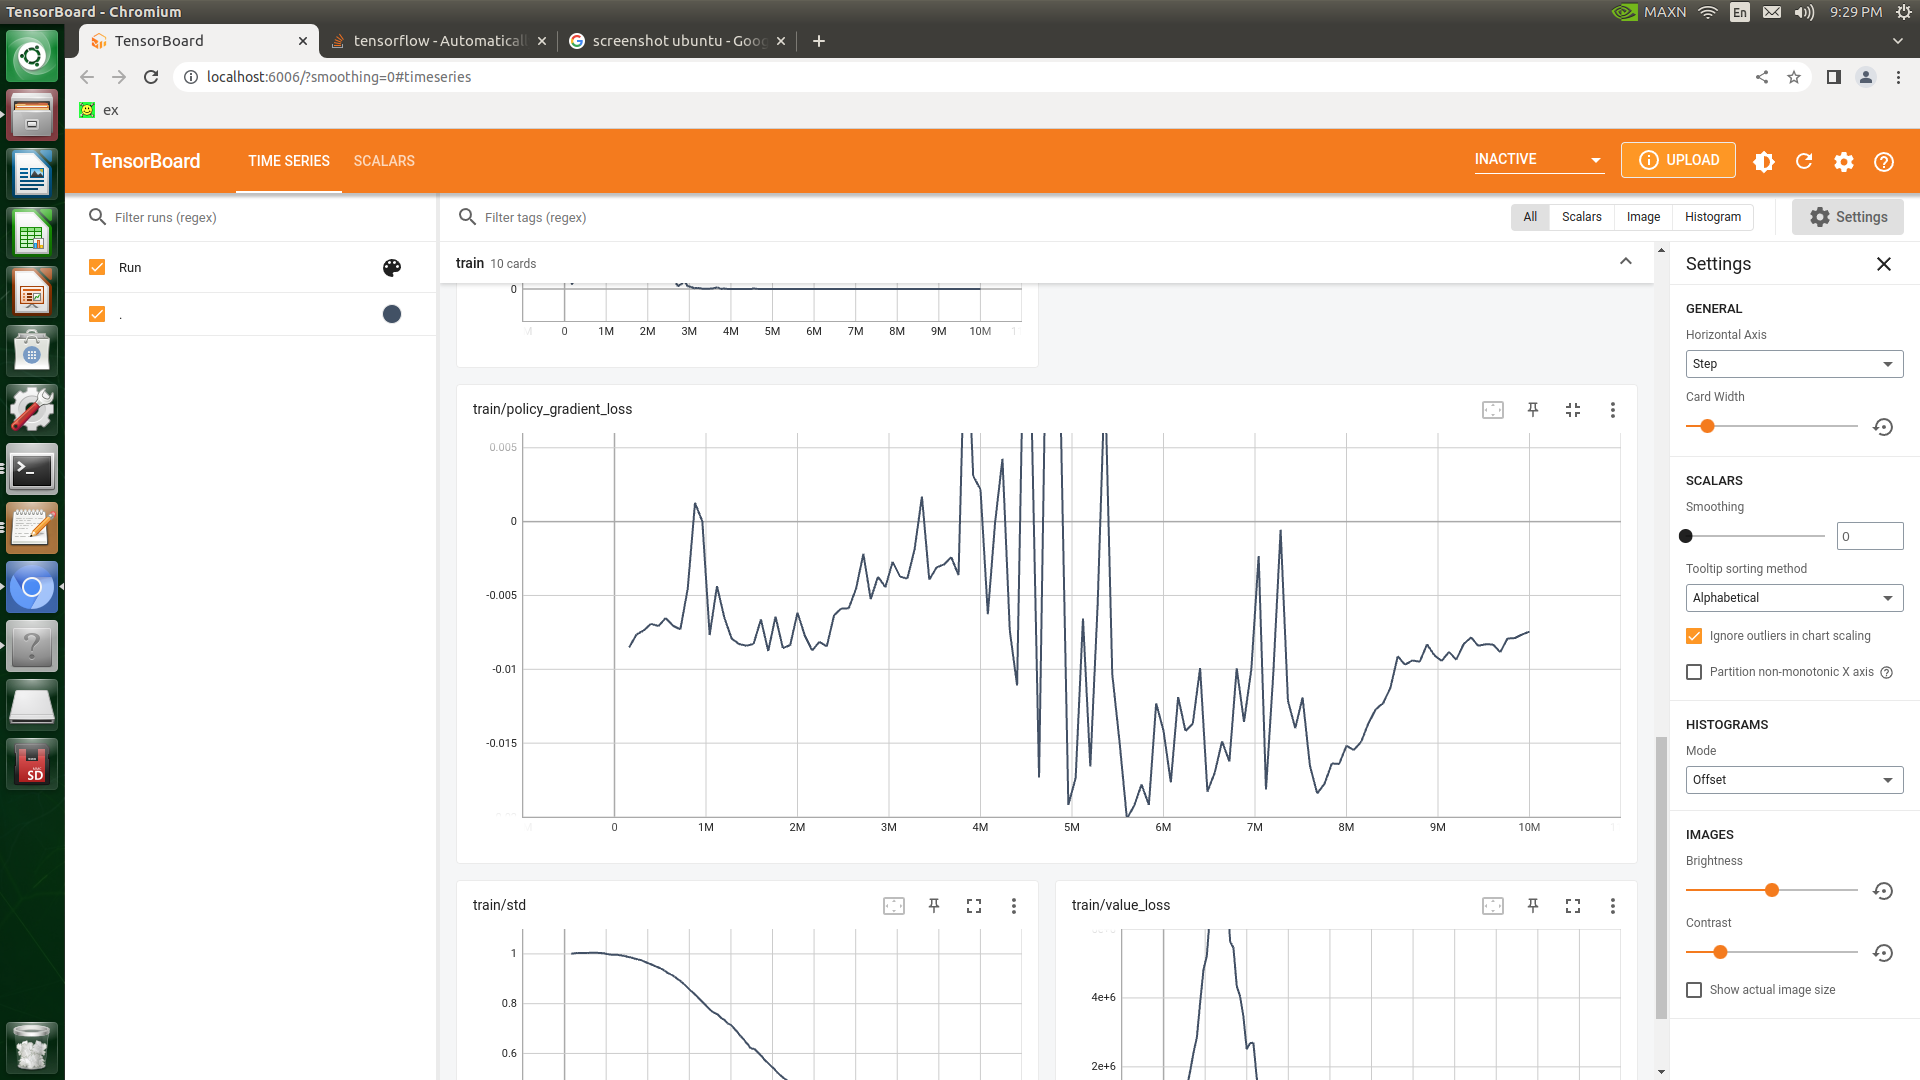 TensorBoard - Chromium
MAXN
En
9:29 PM
TensorBoard
tensorflow - Automaticall
screenshot ubuntu - Goog
localhost:6006/?smoothing=0#timeseries
ex
TensorBoard
TIME SERIES
SCALARS
INACTIVE
UPLOAD
Filter runs (regex)
Filter tags (regex)
All
Scalars
Image
Histogram
Settings
Run
.
train 10 cards
0
0 1M 2M 3M 4M 5M 6M 7M 8M 9M 10M
train/policy_gradient_loss
0.005
0
-0.005
-0.01
-0.015
0 1M 2M 3M 4M 5M 6M 7M 8M 9M 10M
train/std
1
0.8
0.6
train/value_loss
4e+6
2e+6
Settings
GENERAL
Horizontal Axis
Step
Card Width
SCALARS
Smoothing
0
Tooltip sorting method
Alphabetical
Ignore outliers in chart scaling
Partition non-monotonic X axis
HISTOGRAMS
Mode
Offset
IMAGES
Brightness
Contrast
Show actual image size
SD